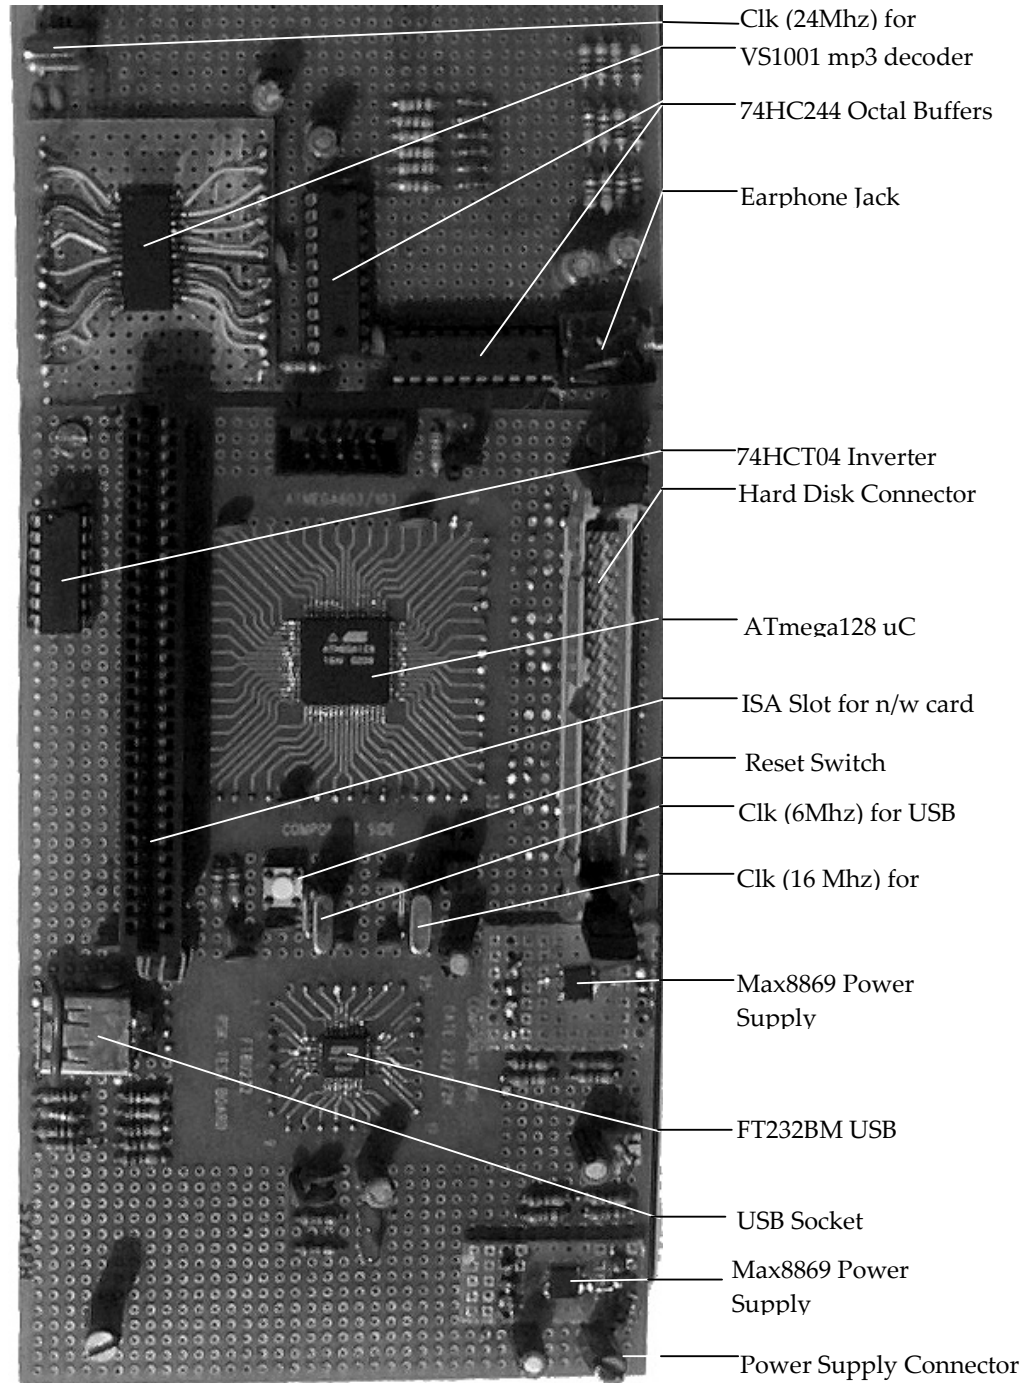 Clk (24Mhz) for
VS1001 mp3 decoder
74HC244 Octal Buffers
Earphone Jack
74HCT04 Inverter
Hard Disk Connector
ATMEGA603/103
ATmega128 uC
ISA Slot for n/w card
Reset Switch
Clk (6Mhz) for USB
COMPONENT SIDE
Clk (16 Mhz) for
Max8869 Power
Supply
FT232BM USB
USB Socket
Max8869 Power
Supply
Power Supply Connector